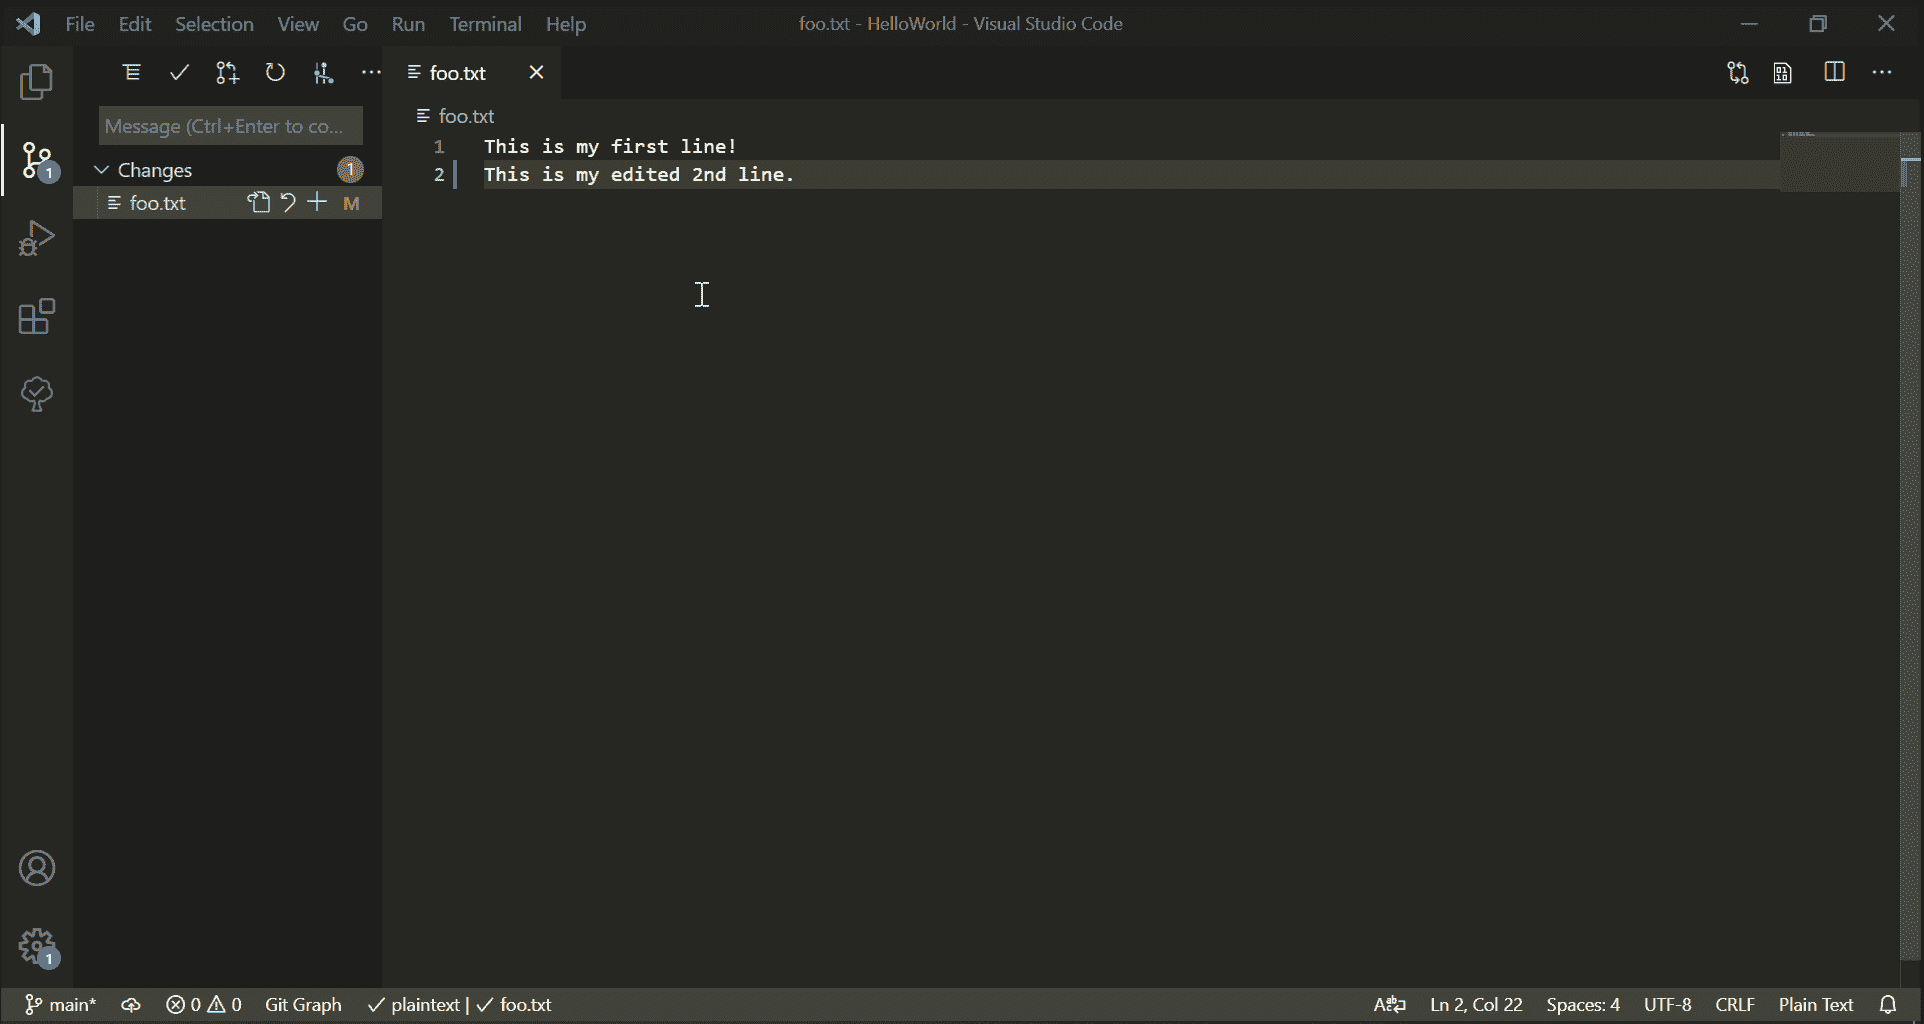 File Edit Selection View Go Run Terminal Help
foo.txt - HelloWorld - Visual Studio Code
foo.txt
Message (Ctrl+Enter to co...
foo.txt
Changes 1
foo.txt M
1 This is my first line!
2 This is my edited 2nd line.
1
1
main* 0 0 Git Graph plaintext | foo.txt
Ln 2, Col 22 Spaces: 4 UTF-8 CRLF Plain Text